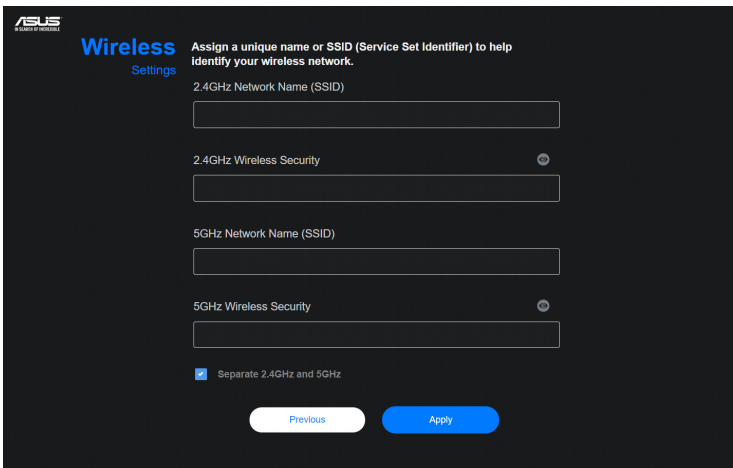 ASUS
IN SEARCH OF INCREDIBLE
Wireless
Settings
Assign a unique name or SSID (Service Set Identifier) to help
identify your wireless network.
2.4GHz Network Name (SSID)
2.4GHz Wireless Security
5GHz Network Name (SSID)
5GHz Wireless Security
Separate 2.4GHz and 5GHz
Previous
Apply